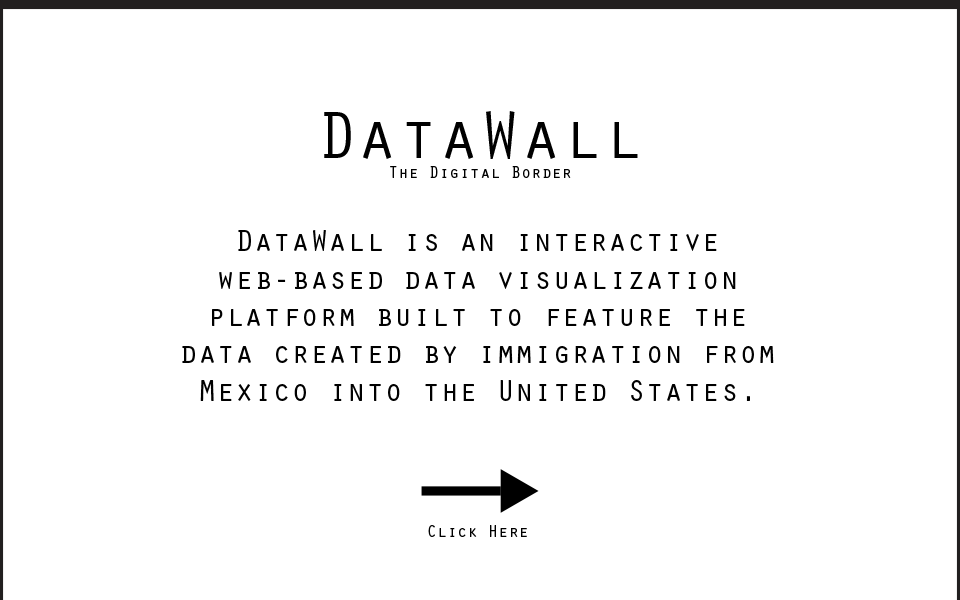 DataWall
The Digital Border
DataWall is an interactive
web-based data visualization
platform built to feature the
data created by immigration from
Mexico into the United States.
Click Here